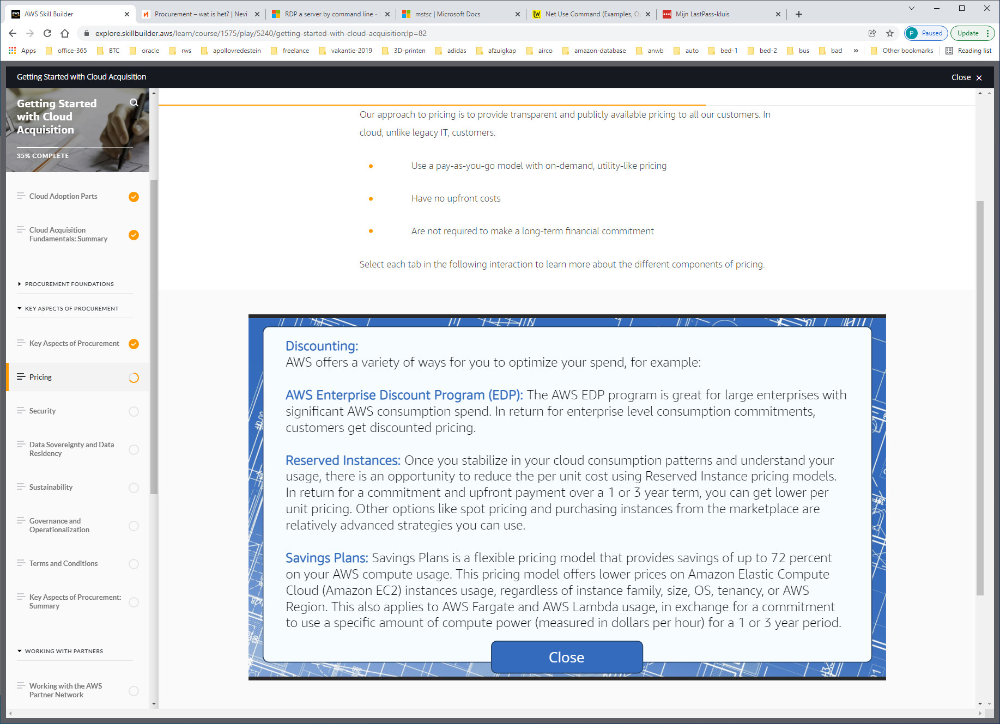 AWS Skill Builder
Procurement – wat is het? | Nevi
RDP a server by command line -
mstsc | Microsoft Docs
Net Use Command (Examples, O
Mijn LastPass-kluis
explore.skillbuilder.aws/learn/course/1575/play/5240/getting-started-with-cloud-acquisition;lp=82
P Paused
Update
Apps
office-365
BTC
oracle
rws
apollovredestein
freelance
vakantie-2019
3D-printen
adidas
afzuigkap
airco
amazon-database
anwb
auto
bed-1
bed-2
bus
bad
»
Other bookmarks
Reading list
Getting Started with Cloud Acquisition
Close
Getting Started
with Cloud
Acquisition
35% COMPLETE
Cloud Adoption Parts
Cloud Acquisition
Fundamentals: Summary
PROCUREMENT FOUNDATIONS
KEY ASPECTS OF PROCUREMENT
Key Aspects of Procurement
Pricing
Security
Data Sovereignty and Data
Residency
Sustainability
Governance and
Operationalization
Terms and Conditions
Key Aspects of Procurement:
Summary
WORKING WITH PARTNERS
Working with the AWS
Partner Network
Our approach to pricing is to provide transparent and publicly available pricing to all our customers. In
cloud, unlike legacy IT, customers:
Use a pay-as-you-go model with on-demand, utility-like pricing
Have no upfront costs
Are not required to make a long-term financial commitment
Select each tab in the following interaction to learn more about the different components of pricing.
Discounting:
AWS offers a variety of ways for you to optimize your spend, for example:
AWS Enterprise Discount Program (EDP): The AWS EDP program is great for large enterprises with
significant AWS consumption spend. In return for enterprise level consumption commitments,
customers get discounted pricing.
Reserved Instances: Once you stabilize in your cloud consumption patterns and understand your
usage, there is an opportunity to reduce the per unit cost using Reserved Instance pricing models.
In return for a commitment and upfront payment over a 1 or 3 year term, you can get lower per
unit pricing. Other options like spot pricing and purchasing instances from the marketplace are
relatively advanced strategies you can use.
Savings Plans: Savings Plans is a flexible pricing model that provides savings of up to 72 percent
on your AWS compute usage. This pricing model offers lower prices on Amazon Elastic Compute
Cloud (Amazon EC2) instances usage, regardless of instance family, size, OS, tenancy, or AWS
Region. This also applies to AWS Fargate and AWS Lambda usage, in exchange for a commitment
to use a specific amount of compute power (measured in dollars per hour) for a 1 or 3 year period.
Close